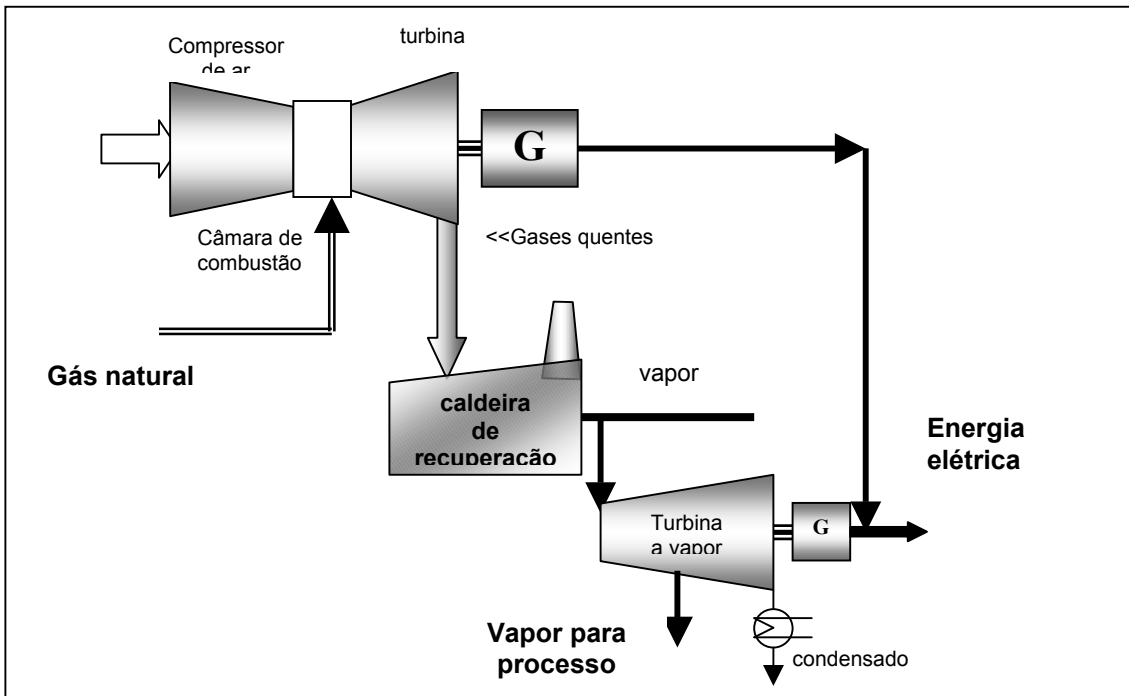 Compressor
de ar
turbina
G
Câmara de
combustão
<<Gases quentes
Gás natural
vapor
caldeira
de
recuperação
Energia
elétrica
Turbina
a vapor
G
Vapor para
processo
condensado